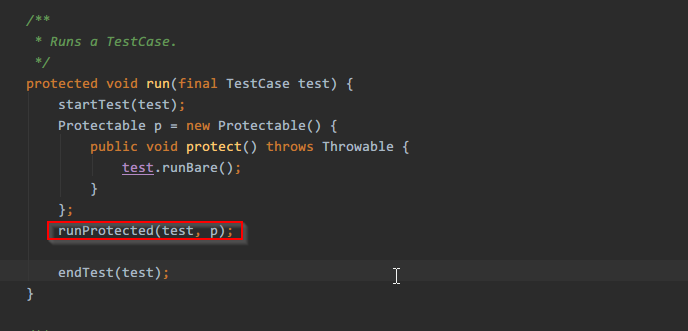 /**
 * Runs a TestCase.
 */
protected void run(final TestCase test) {
    startTest(test);
    Protectable p = new Protectable() {
        public void protect() throws Throwable {
            test.runBare();
        }
    };
    runProtected(test, p);
    endTest(test);
}